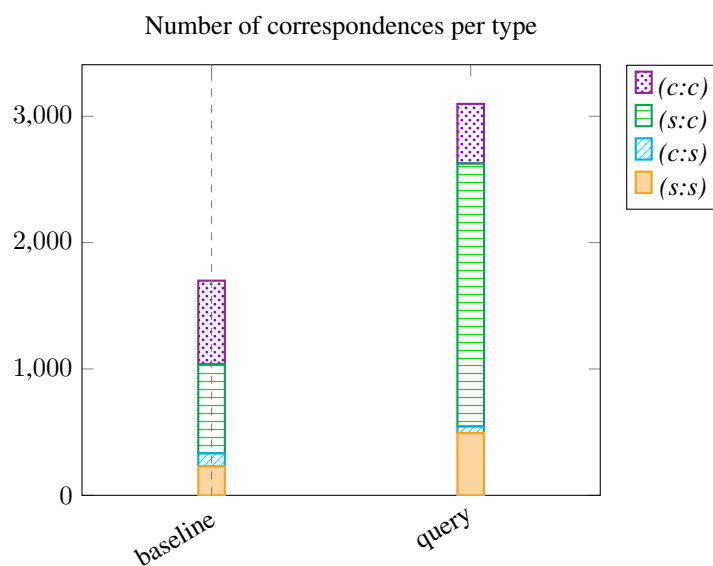 Number of correspondences per type
3,000
2,000
1,000
0
baseline
query
(c:c)
(s:c)
(c:s)
(s:s)